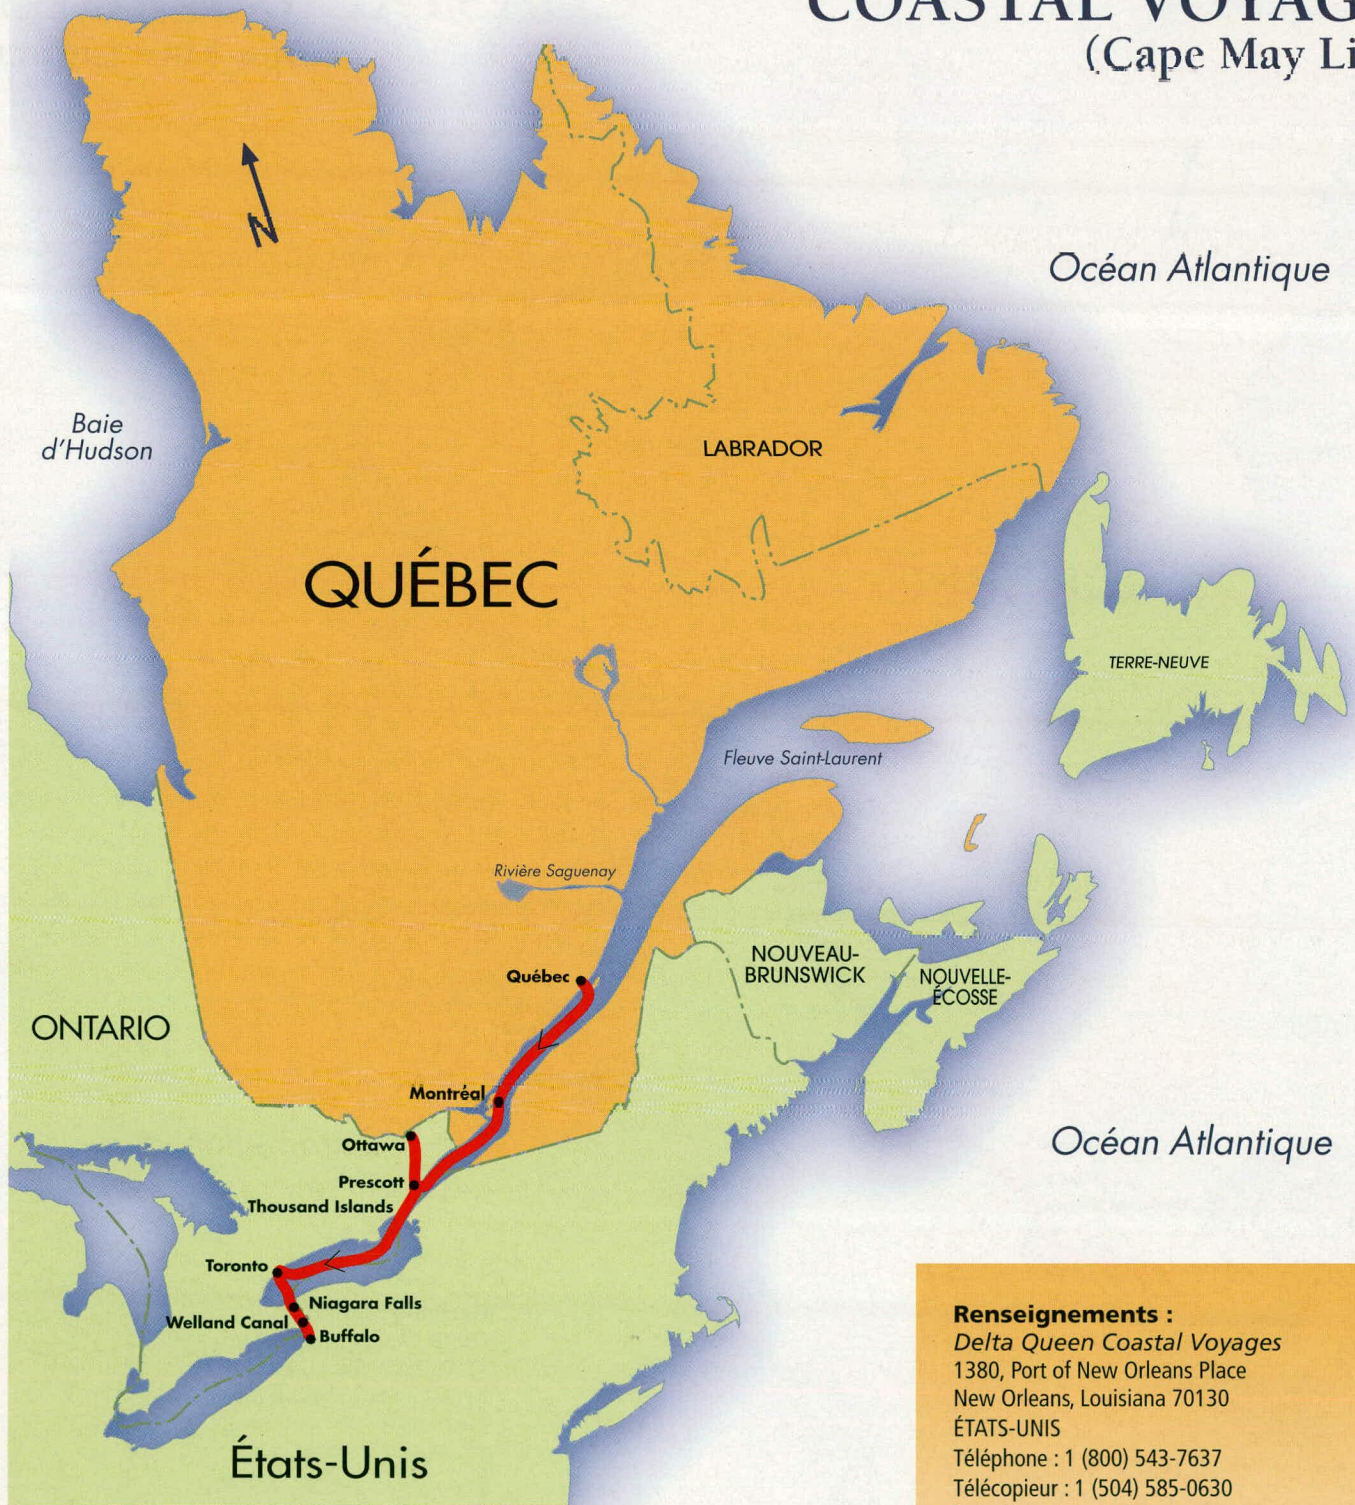 COASTAL VOYAG
(Cape May Li
N
Océan Atlantique
Baie
d'Hudson
LABRADOR
QUÉBEC
TERRE-NEUVE
Fleuve Saint-Laurent
Rivière Saguenay
NOUVEAU-
BRUNSWICK
NOUVELLE-
ÉCOSSE
Québec
ONTARIO
Montréal
Ottawa
Océan Atlantique
Prescott
Thousand Islands
Toronto
Niagara Falls
Welland Canal
Buffalo
États-Unis
Renseignements :
Delta Queen Coastal Voyages
1380, Port of New Orleans Place
New Orleans, Louisiana 70130
ÉTATS-UNIS
Téléphone : 1 (800) 543-7637
Télécopieur : 1 (504) 585-0630